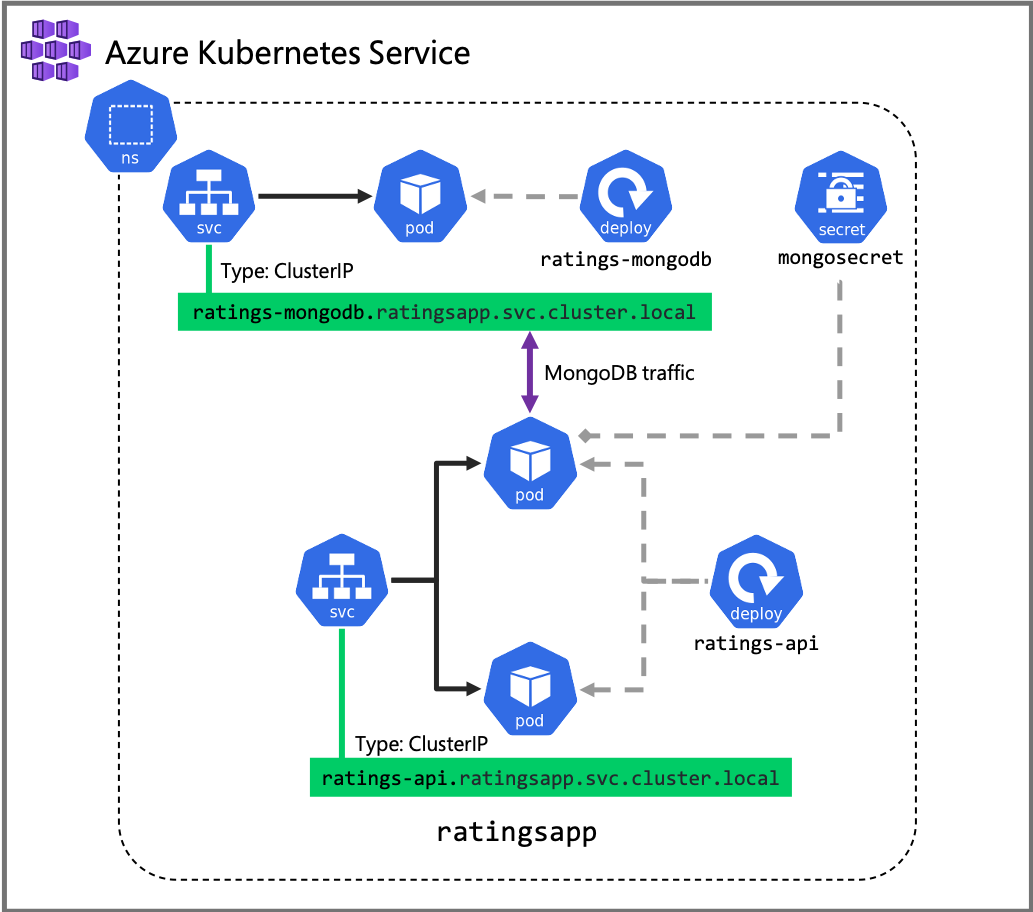 Azure Kubernetes Service
ns
svc
pod
deploy
secret
ratings-mongodb
mongosecret
Type: ClusterIP
ratings-mongodb.ratingsapp.svc.cluster.local
MongoDB traffic
pod
svc
deploy
ratings-api
pod
Type: ClusterIP
ratings-api.ratingsapp.svc.cluster.local
ratingsapp